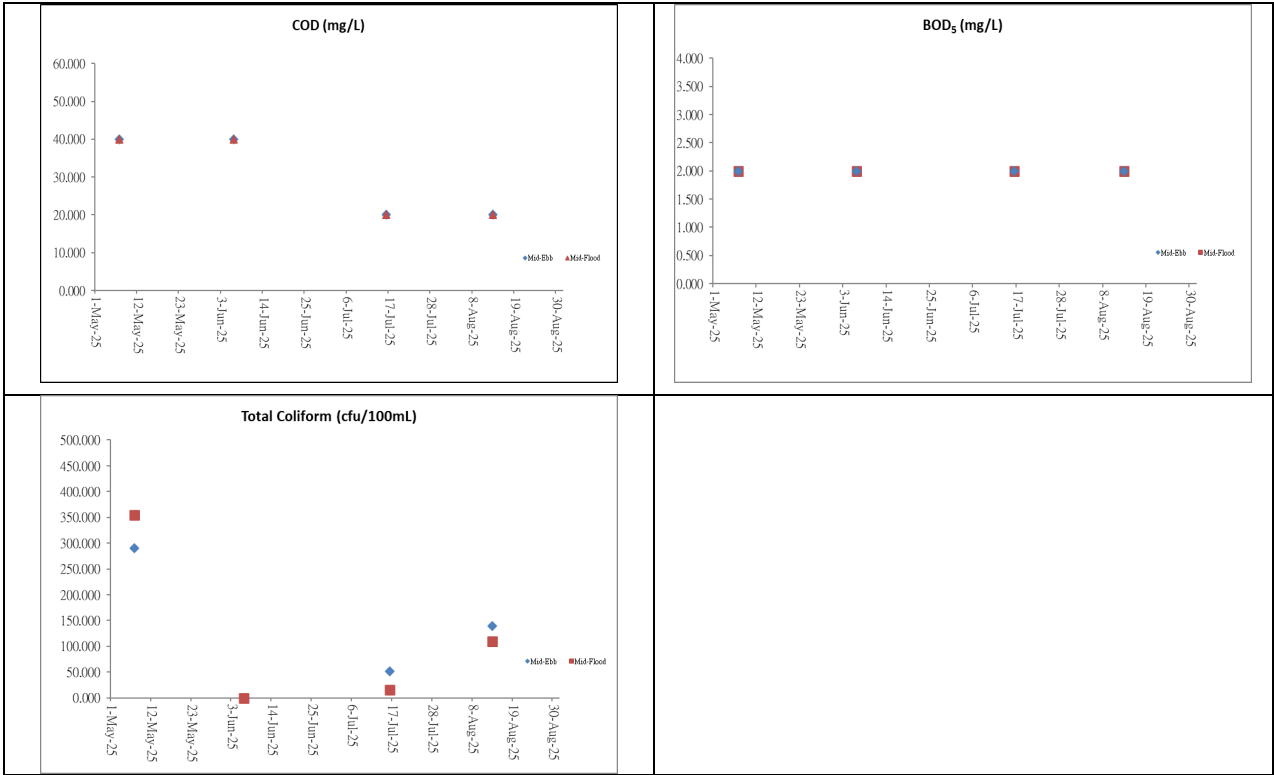 COD (mg/L)
60.000
50.000
40.000
30.000
20.000
10.000
0.000
1-May-25
12-May-25
23-May-25
3-Jun-25
14-Jun-25
25-Jun-25
6-Jul-25
17-Jul-25
28-Jul-25
8-Aug-25
19-Aug-25
30-Aug-25
Mid-Ebb Mid-Flood
BOD₅ (mg/L)
4.000
3.500
3.000
2.500
2.000
1.500
1.000
0.500
0.000
1-May-25
12-May-25
23-May-25
3-Jun-25
14-Jun-25
25-Jun-25
6-Jul-25
17-Jul-25
28-Jul-25
8-Aug-25
19-Aug-25
30-Aug-25
Mid-Ebb Mid-Flood
Total Coliform (cfu/100mL)
500.000
450.000
400.000
350.000
300.000
250.000
200.000
150.000
100.000
50.000
0.000
1-May-25
12-May-25
23-May-25
3-Jun-25
14-Jun-25
25-Jun-25
6-Jul-25
17-Jul-25
28-Jul-25
8-Aug-25
19-Aug-25
30-Aug-25
Mid-Ebb Mid-Flood